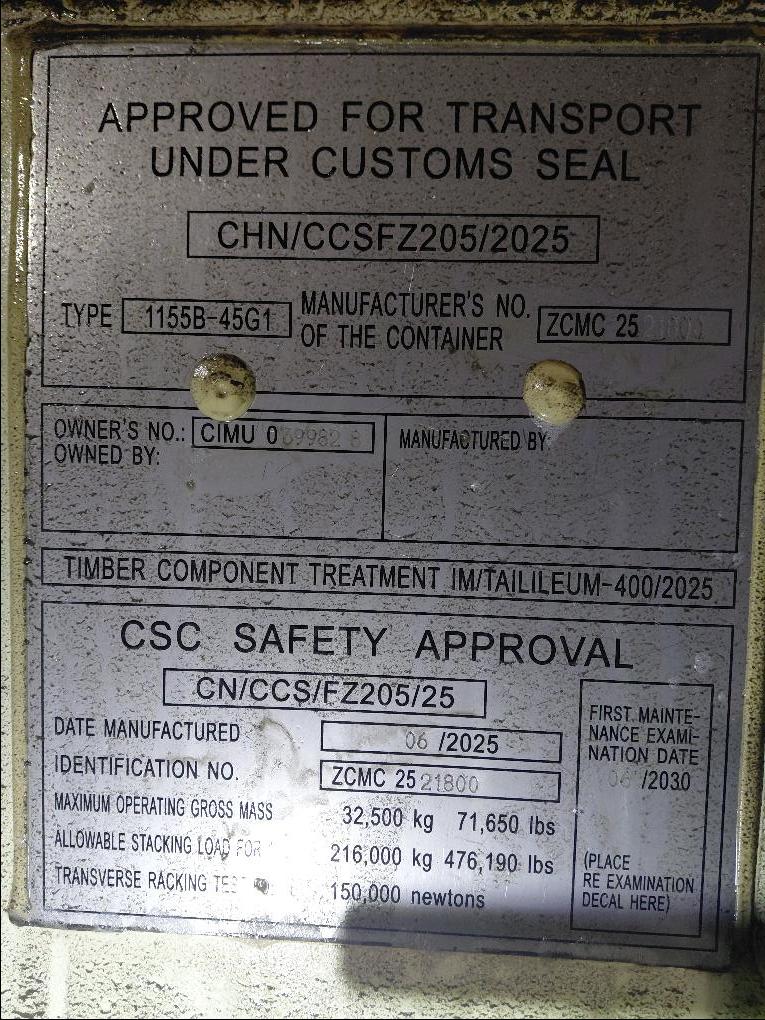 APPROVED FOR TRANSPORT
UNDER CUSTOMS SEAL
CHN/CCSFZ205/2025
TYPE 1155B-45G1 MANUFACTURER'S NO. OF THE CONTAINER ZCMC 25
OWNER'S NO.: CIMU
OWNED BY:
MANUFACTURED BY:
TIMBER COMPONENT TREATMENT IM/TAILILEUM-400/2025
CSC SAFETY APPROVAL
CN/CCS/FZ205/25
DATE MANUFACTURED 06 /2025
IDENTIFICATION NO. ZCMC 25 21800
MAXIMUM OPERATING GROSS MASS 32,500 kg 71,650 lbs
ALLOWABLE STACKING LOAD FOR 216,000 kg 476,190 lbs
TRANSVERSE RACKING 150,000 newtons
FIRST MAINTE-
NANCE EXAMI-
NATION DATE
06 /2030
(PLACE
RE EXAMINATION
DECAL HERE)